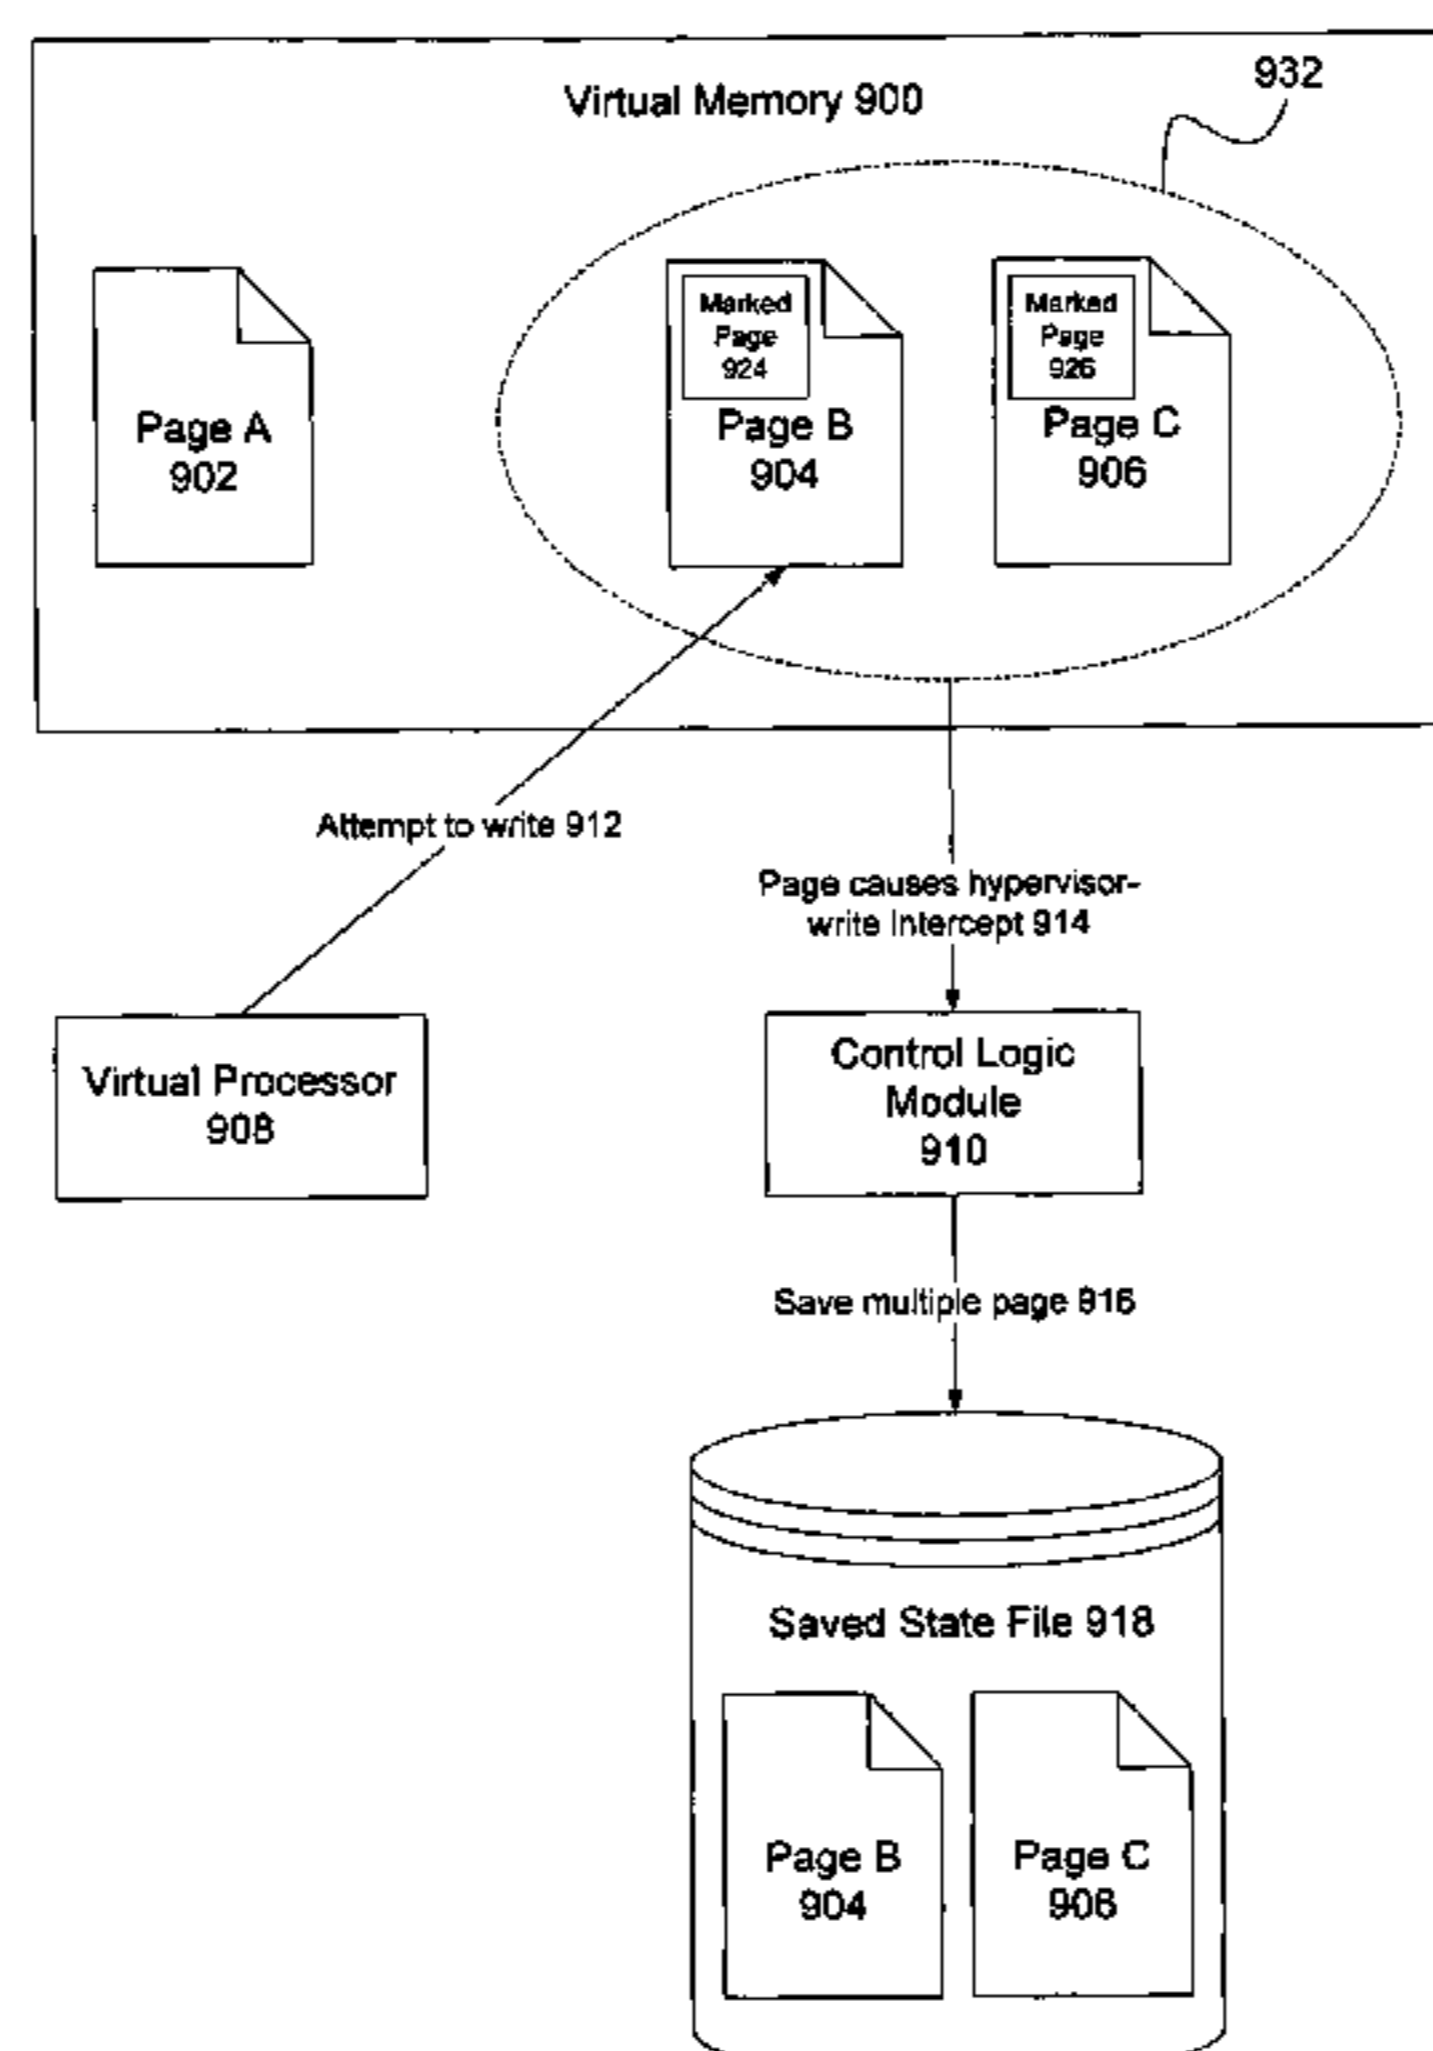 932
Virtual Memory 900
Marked
Page
924
Marked
Page
926
Page A
902
Page B
904
Page C
906
Attempt to write 912
Page causes hypervisor-
write Intercept 914
Virtual Processor
908
Control Logic
Module
910
Save multiple page 916
Saved State File 918
Page B
904
Page C
906